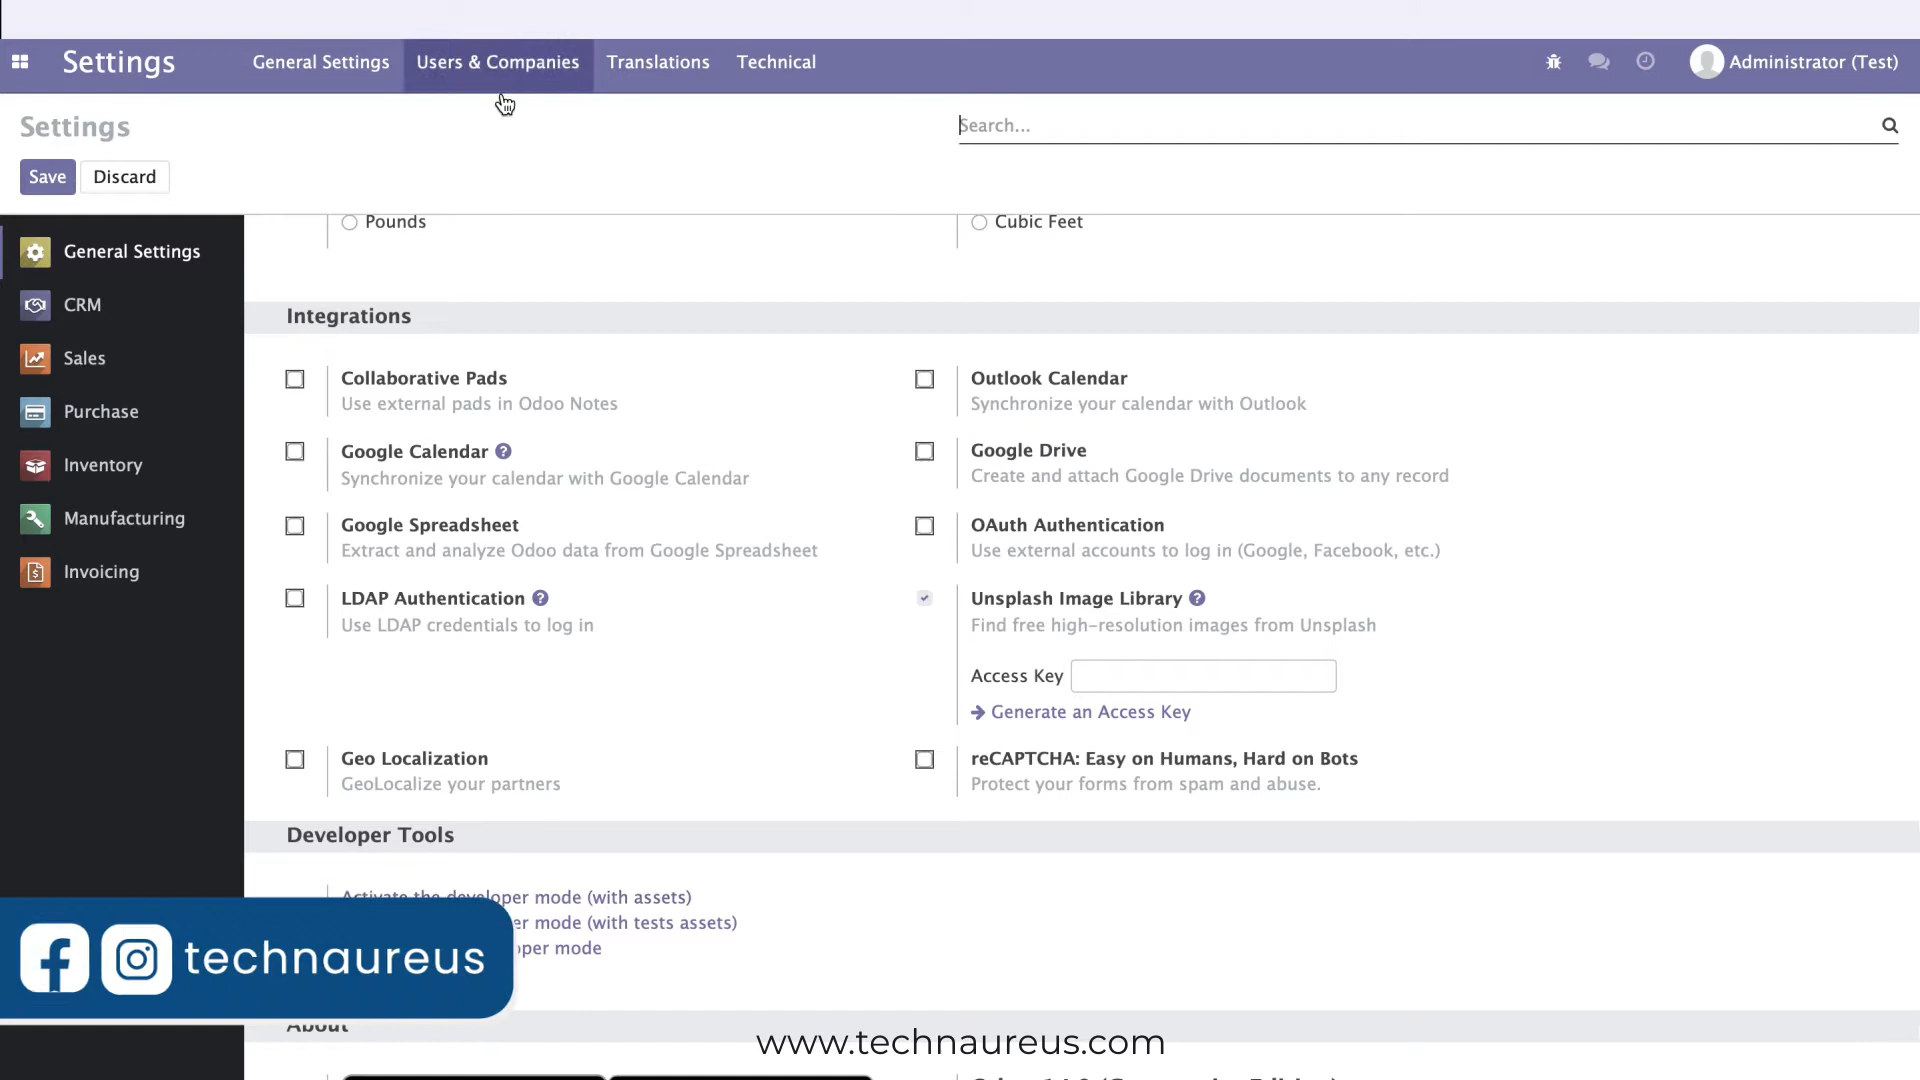 Settings
General Settings
Users & Companies
Translations
Technical
Administrator (Test)
Settings
Search...
Save
Discard
General Settings
CRM
Sales
Purchase
Inventory
Manufacturing
Invoicing
Pounds
Cubic Feet
Integrations
Collaborative Pads
Use external pads in Odoo Notes
Outlook Calendar
Synchronize your calendar with Outlook
Google Calendar
Synchronize your calendar with Google Calendar
Google Drive
Create and attach Google Drive documents to any record
Google Spreadsheet
Extract and analyze Odoo data from Google Spreadsheet
OAuth Authentication
Use external accounts to log in (Google, Facebook, etc.)
LDAP Authentication
Use LDAP credentials to log in
Unsplash Image Library
Find free high-resolution images from Unsplash
Access Key
Generate an Access Key
Geo Localization
GeoLocalize your partners
reCAPTCHA: Easy on Humans, Hard on Bots
Protect your forms from spam and abuse.
Developer Tools
Activate the developer mode (with assets)
mode (with tests assets)
mode
technaureus
About
www.technaureus.com